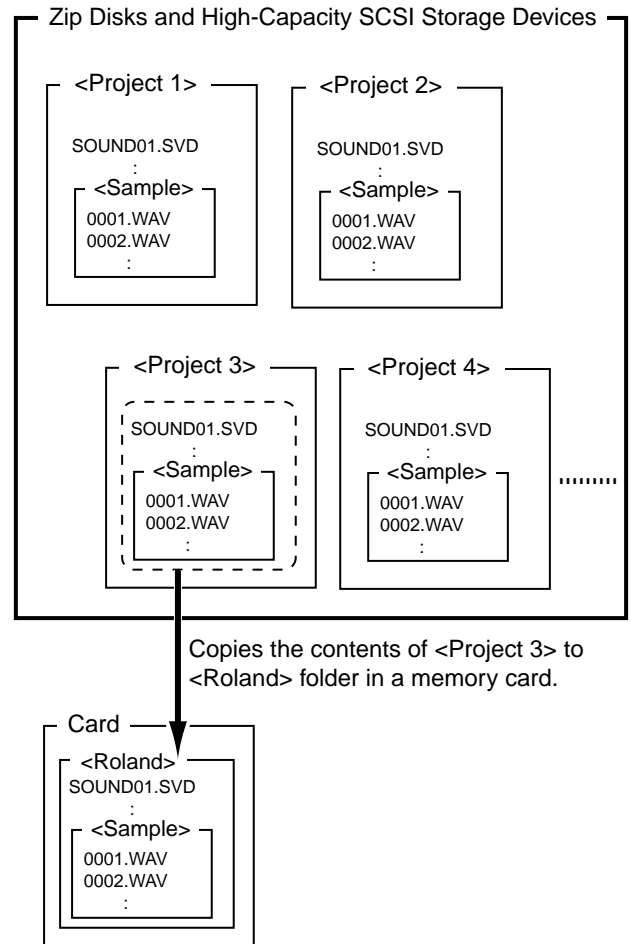 Zip Disks and High-Capacity SCSI Storage Devices
<Project 1>
SOUND01.SVD
:
<Sample>
0001.WAV
0002.WAV
:
<Project 2>
SOUND01.SVD
:
<Sample>
0001.WAV
0002.WAV
:
<Project 3>
SOUND01.SVD
:
<Sample>
0001.WAV
0002.WAV
:
<Project 4>
SOUND01.SVD
:
<Sample>
0001.WAV
0002.WAV
:
.........
Copies the contents of <Project 3> to
<Roland> folder in a memory card.
Card
<Roland>
SOUND01.SVD
:
<Sample>
0001.WAV
0002.WAV
: